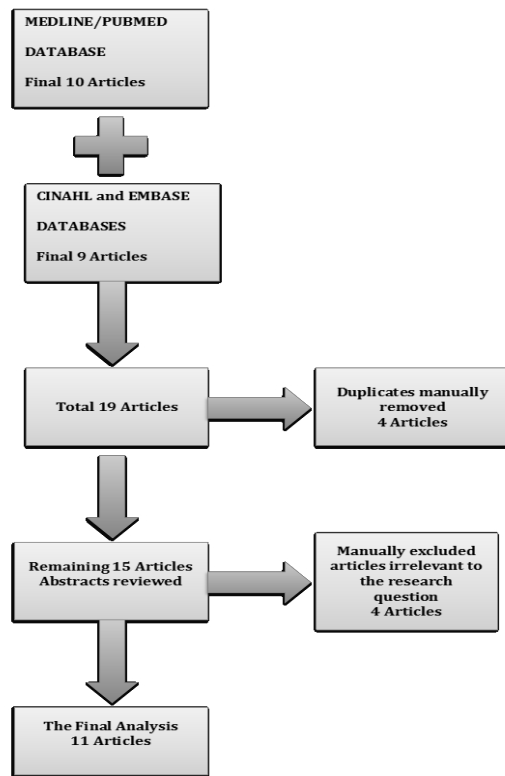 MEDLINE/PUBMED
DATABASE
Final 10 Articles
CINAHL and EMBASE
DATABASES
Final 9 Articles
Total 19 Articles
Duplicates manually
removed
4 Articles
Remaining 15 Articles
Abstracts reviewed
Manually excluded
articles irrelevant to
the research
question
4 Articles
The Final Analysis
11 Articles